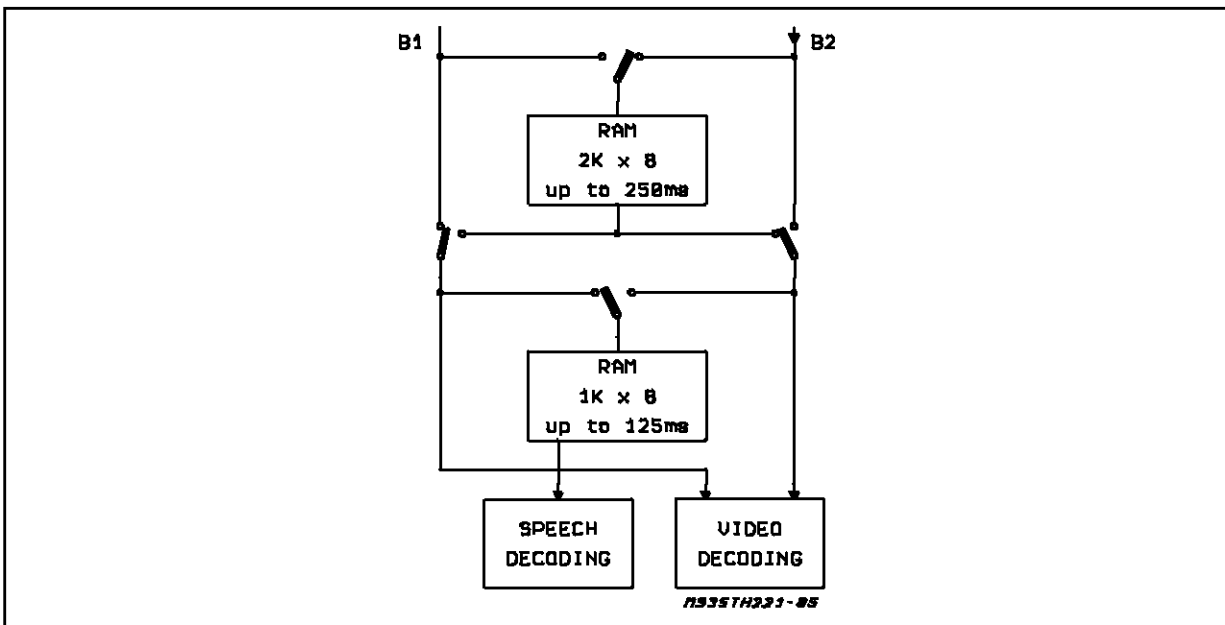 B1
B2
RAM
2K x 8
up to 250ms
RAM
1K x 8
up to 125ms
SPEECH
DECODING
VIDEO
DECODING
M93STH221-05